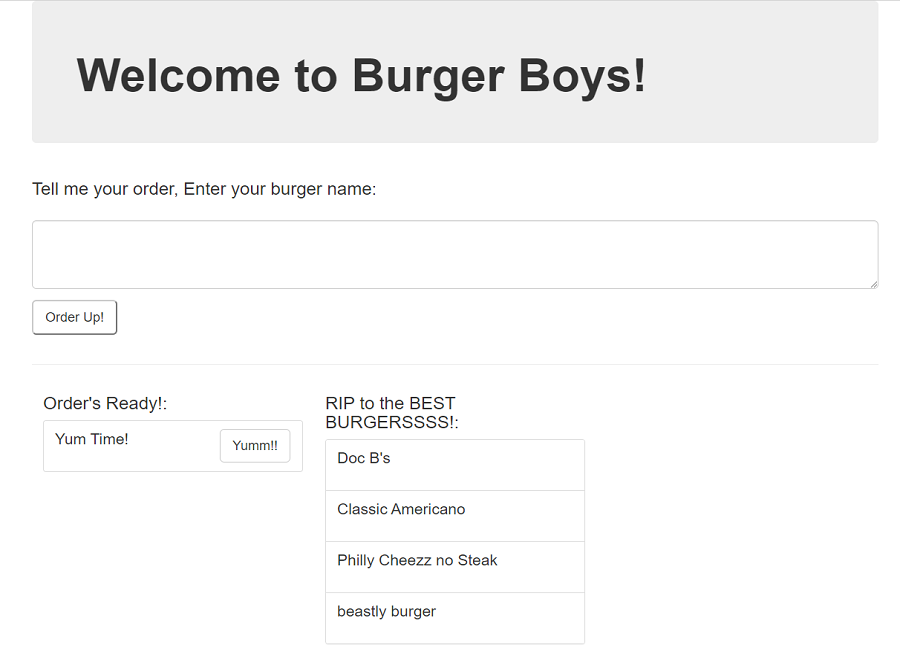 Welcome to Burger Boys!
Tell me your order, Enter your burger name:
Order Up!
Order's Ready!:
Yum Time!
Yumm!!
RIP to the BEST
BURGERSSSS!:
Doc B's
Classic Americano
Philly Cheezz no Steak
beastly burger